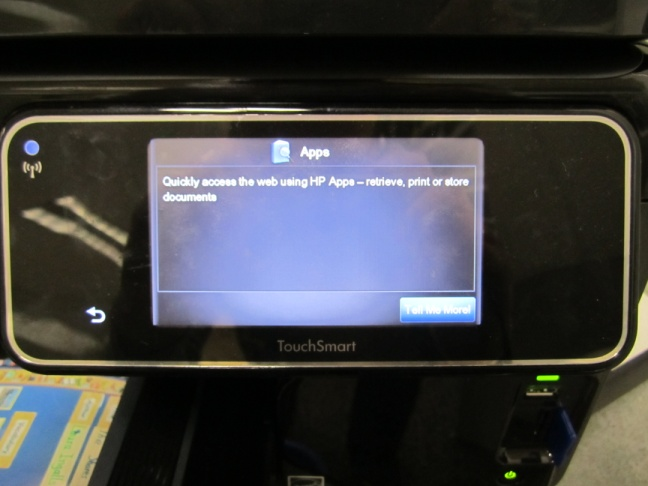 Apps
Quickly access the web using HP Apps – retrieve, print or store
documents
Tell Me More!
TouchSmart